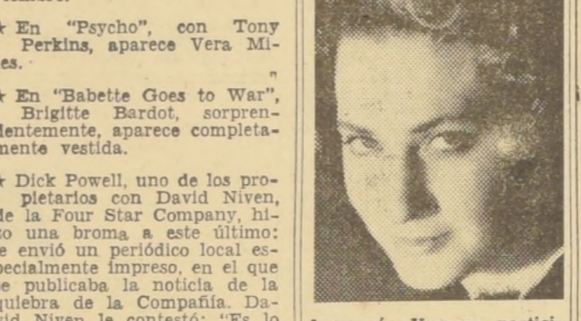 ★ En "Psycho", con Tony
Perkins, aparece Vera Mi-
es.
★ En "Babette Goes to War",
Brigitte Bardot, sorpren-
lentemente, aparece completa-
mente vestida.
★ Dick Powell, uno de los pro-
pietarios con David Niven,
de la Four Star Company, hi-
zo una broma a este último:
e envió un periódico local es-
pecialmente impreso, en el que
se publicaba la noticia de la
quiebra de la Compañía. Da-
vid Niven le contestó: "Es lo